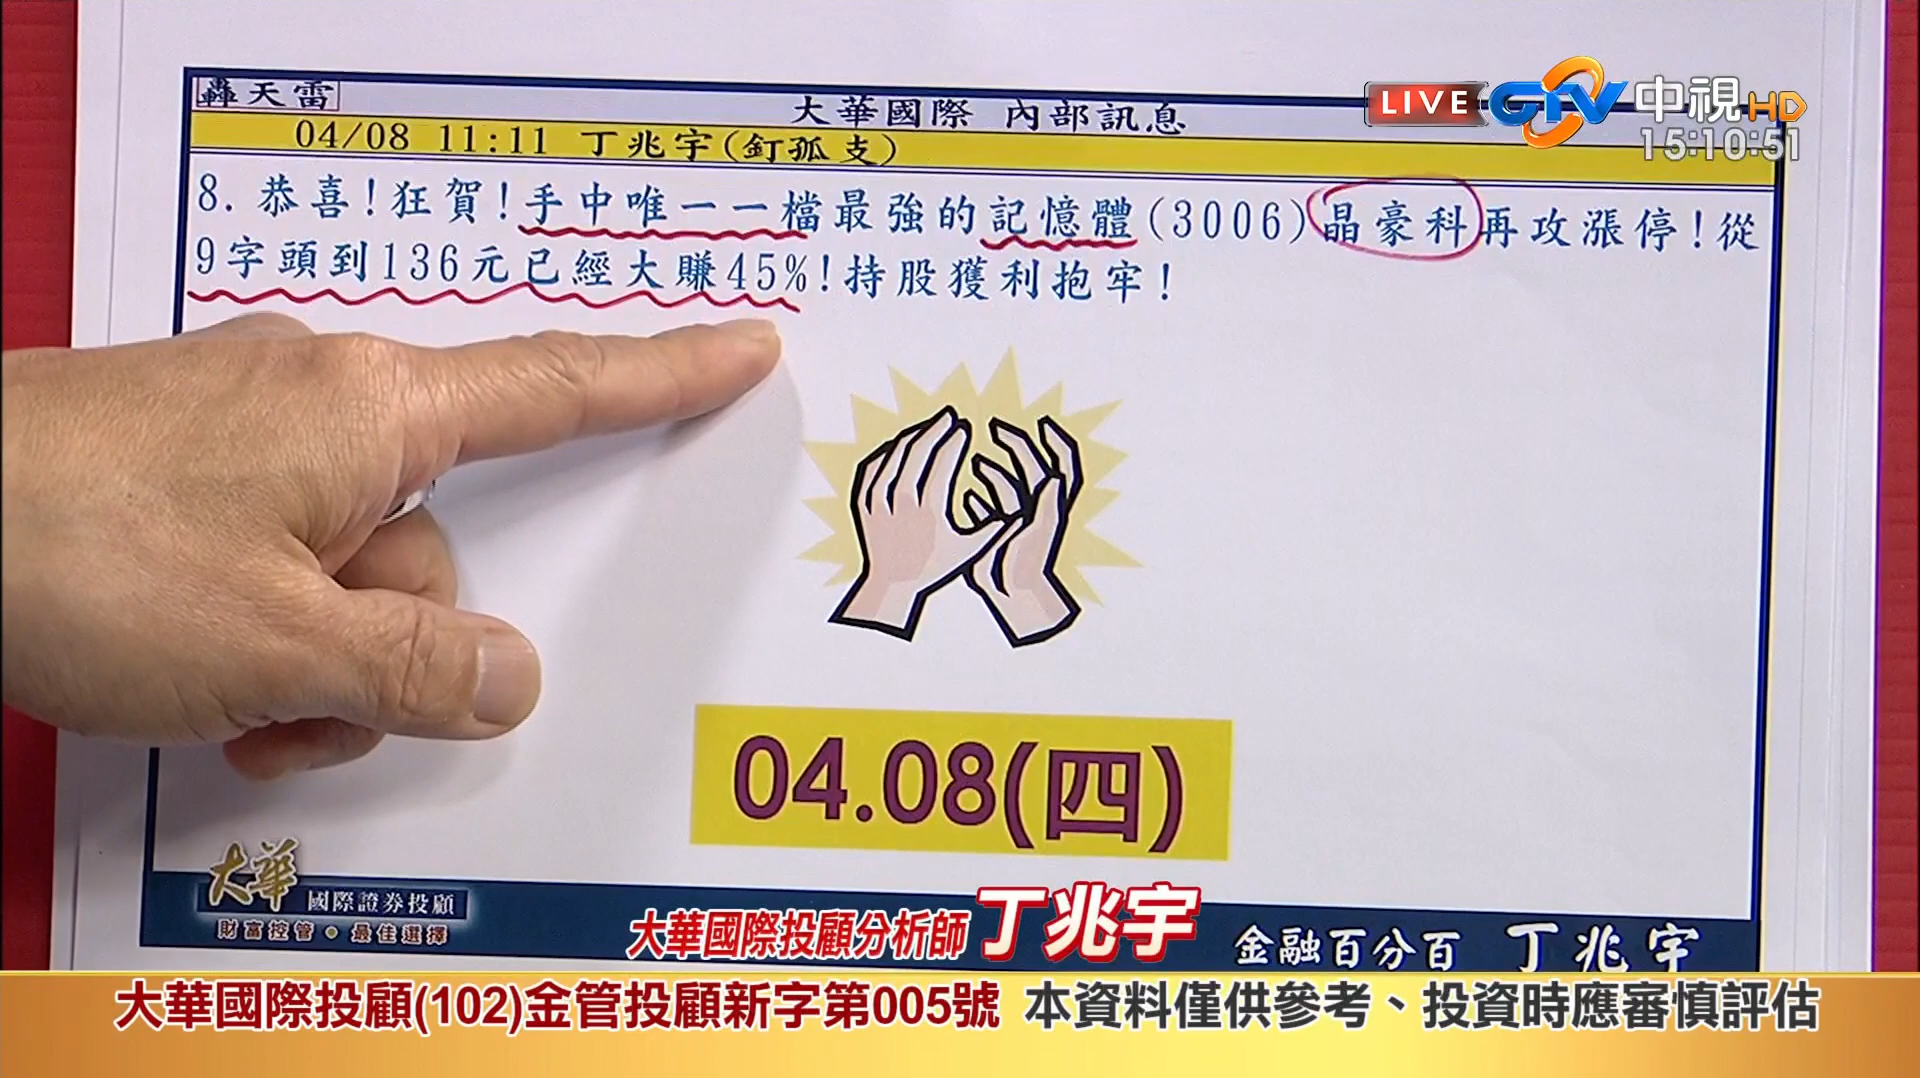 轟天雷
大華國際 內部訊息
LIVE CTV 中視HD
15:10:51
04/08 11:11 丁兆宇(釘孤支)
8. 恭喜!狂賀!手中唯一一檔最強的記憶體(3006)晶豪科再攻漲停!從
9字頭到136元已經大賺45%!持股獲利抱牢!
04.08(四)
大華 國際證券投顧
財富控管 • 最佳選擇
大華國際投顧分析師 丁兆宇
金融百分百 丁兆宇
大華國際投顧(102)金管投顧新字第005號 本資料僅供參考、投資時應審慎評估